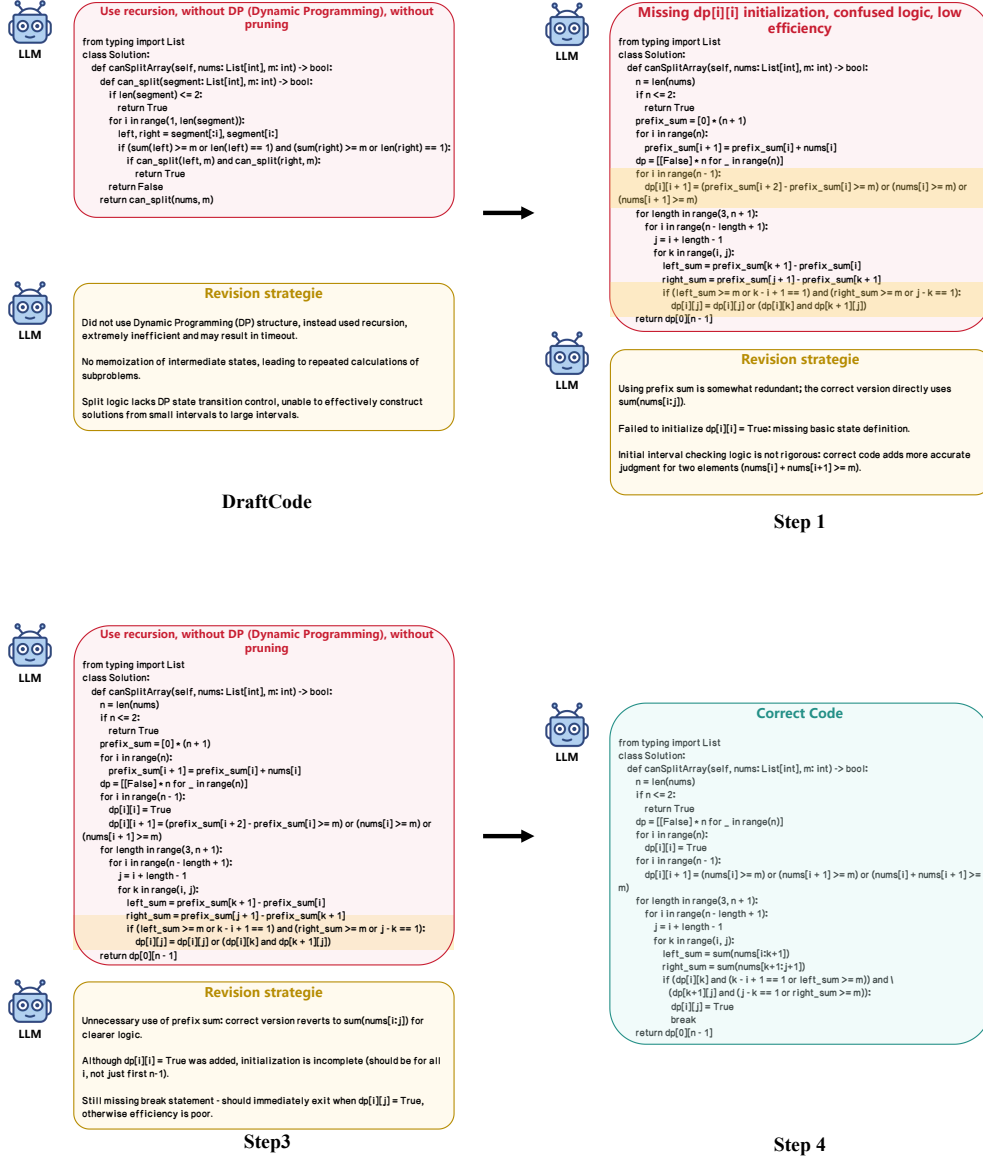 LLM
Use recursion, without DP (Dynamic Programming), without
pruning
from typing import List
class Solution:
def canSplitArray(self, nums: List[int], m: int) -> bool:
def can_split(segment: List[int], m: int) -> bool:
if len(segment) <= 2:
return True
for i in range(1, len(segment)):
left, right = segment[:i], segment[i:]
if (sum(left) >= m or len(left) == 1) and (sum(right) >= m or len(right) == 1):
if can_split(left, m) and can_split(right, m):
return True
return False
return can_split(nums, m)
LLM
Revision strategie
Did not use Dynamic Programming (DP) structure, instead used recursion,
extremely inefficient and may result in timeout.
No memoization of intermediate states, leading to repeated calculations of
subproblems.
Split logic lacks DP state transition control, unable to effectively construct
solutions from small intervals to large intervals.
DraftCode
LLM
Missing dp[i][i] initialization, confused logic, low
efficiency
from typing import List
class Solution:
def canSplitArray(self, nums: List[int], m: int) -> bool:
n = len(nums)
if n <= 2:
return True
prefix_sum = [0] * (n + 1)
for i in range(n):
prefix_sum[i + 1] = prefix_sum[i] + nums[i]
dp = [[False] * n for _ in range(n)]
for i in range(n - 1):
dp[i][i + 1] = (prefix_sum[i + 2] - prefix_sum[i] >= m) or (nums[i] >= m) or
(nums[i + 1] >= m)
for length in range(3, n + 1):
for i in range(n - length + 1):
j = i + length - 1
for k in range(i, j):
left_sum = prefix_sum[k + 1] - prefix_sum[i]
right_sum = prefix_sum[j + 1] - prefix_sum[k + 1]
if (left_sum >= m or k - i + 1 == 1) and (right_sum >= m or j - k == 1):
dp[i][j] = dp[i][j] or (dp[i][k] and dp[k + 1][j])
return dp[0][n - 1]
LLM
Revision strategie
Using prefix sum is somewhat redundant; the correct version directly uses
sum(nums[i:j]).
Failed to initialize dp[i][i] = True: missing basic state definition.
Initial interval checking logic is not rigorous: correct code adds more accurate
judgment for two elements (nums[i] + nums[i+1] >= m).
Step 1
LLM
Use recursion, without DP (Dynamic Programming), without
pruning
from typing import List
class Solution:
def canSplitArray(self, nums: List[int], m: int) -> bool:
n = len(nums)
if n <= 2:
return True
prefix_sum = [0] * (n + 1)
for i in range(n):
prefix_sum[i + 1] = prefix_sum[i] + nums[i]
dp = [[False] * n for _ in range(n)]
for i in range(n - 1):
dp[i][i] = True
dp[i][i + 1] = (prefix_sum[i + 2] - prefix_sum[i] >= m) or (nums[i] >= m) or
(nums[i + 1] >= m)
for length in range(3, n + 1):
for i in range(n - length + 1):
j = i + length - 1
for k in range(i, j):
left_sum = prefix_sum[k + 1] - prefix_sum[i]
right_sum = prefix_sum[j + 1] - prefix_sum[k + 1]
if (left_sum >= m or k - i + 1 == 1) and (right_sum >= m or j - k == 1):
dp[i][j] = dp[i][j] or (dp[i][k] and dp[k + 1][j])
return dp[0][n - 1]
LLM
Revision strategie
Unnecessary use of prefix sum: correct version reverts to sum(nums[i:j]) for
clearer logic.
Although dp[i][i] = True was added, initialization is incomplete (should be for all
i, not just first n-1).
Still missing break statement - should immediately exit when dp[i][j] = True,
otherwise efficiency is poor.
Step3
LLM
Correct Code
from typing import List
class Solution:
def canSplitArray(self, nums: List[int], m: int) -> bool:
n = len(nums)
if n <= 2:
return True
dp = [[False] * n for _ in range(n)]
for i in range(n):
dp[i][i] = True
for i in range(n - 1):
dp[i][i + 1] = (nums[i] >= m) or (nums[i + 1] >= m) or (nums[i] + nums[i + 1] >=
m)
for length in range(3, n + 1):
for i in range(n - length + 1):
j = i + length - 1
for k in range(i, j):
left_sum = sum(nums[i:k+1])
right_sum = sum(nums[k+1:j+1])
if (dp[i][k] and (k - i + 1 == 1 or left_sum >= m)) and \
(dp[k+1][j] and (j - k == 1 or right_sum >= m)):
dp[i][j] = True
break
return dp[0][n - 1]
Step 4